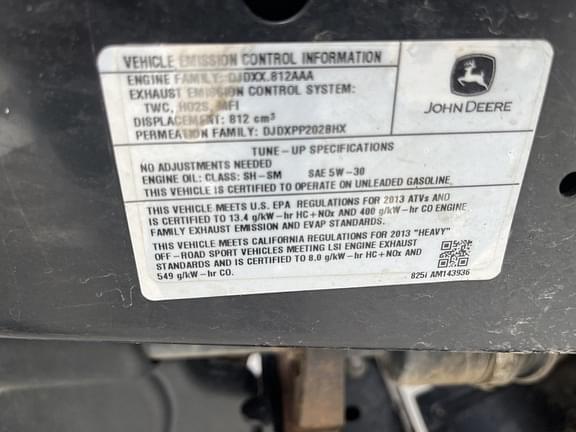 VEHICLE EMISSION CONTROL INFORMATION
ENGINE FAMILY: DJDXX.812AAA
EXHAUST EMISSION CONTROL SYSTEM:
TWC, HO2S, MFI
DISPLACEMENT: 812 cm³
PERMEATION FAMILY: DJDXPP202BHX
JOHN DEERE
TUNE-UP SPECIFICATIONS
NO ADJUSTMENTS NEEDED
ENGINE OIL: CLASS: SH-SM SAE 5W-30
THIS VEHICLE IS CERTIFIED TO OPERATE ON UNLEADED GASOLINE.
THIS VEHICLE MEETS U.S. EPA REGULATIONS FOR 2013 ATVs AND
IS CERTIFIED TO 13.4 g/kW-hr HC+NOx AND 400 g/kW-hr CO ENGINE
FAMILY EXHAUST EMISSION AND EVAP STANDARDS.
THIS VEHICLE MEETS CALIFORNIA REGULATIONS FOR 2013 "HEAVY"
OFF-ROAD SPORT VEHICLES MEETING LSI ENGINE EXHAUST
STANDARDS AND IS CERTIFIED TO 8.0 g/kW-hr HC+NOx AND
549 g/kW-hr CO.
825i AM143936